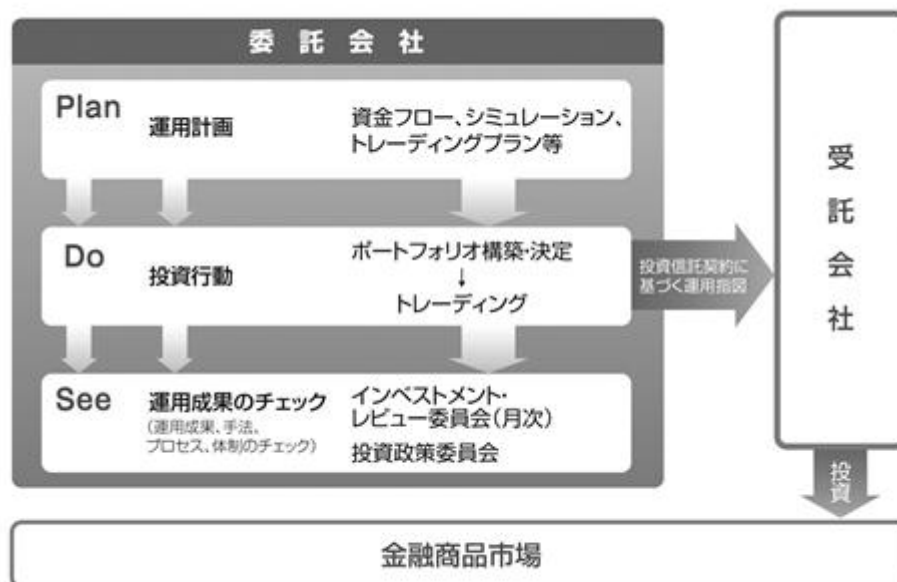 委託会社
Plan
運用計画
資金フロー、シミュレーション、
トレーディングプラン等
Do
投資行動
ポートフォリオ構築・決定
↓
トレーディング
投資信託契約に
基づく運用指図
See
運用成果のチェック
(運用成果、手法、
プロセス、体制のチェック)
インベストメント・
レビュー委員会(月次)
投資政策委員会
受託会社
投資
金融商品市場